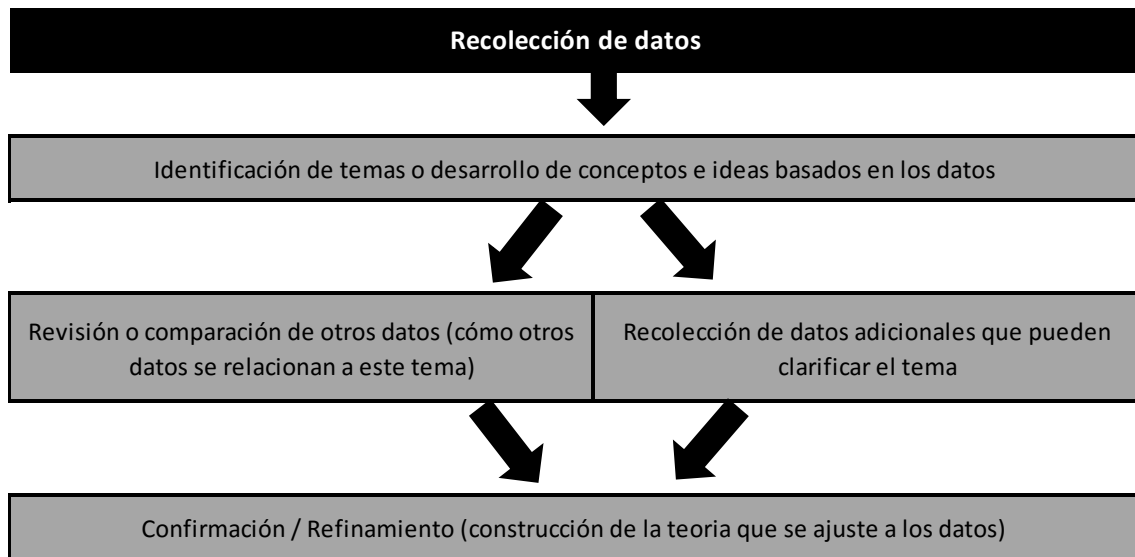 Recolección de datos
Identificación de temas o desarrollo de conceptos e ideas basados en los datos
Revisión o comparación de otros datos (cómo otros
datos se relacionan a este tema)
Recolección de datos adicionales que pueden
clarificar el tema
Confirmación / Refinamiento (construcción de la teoria que se ajuste a los datos)